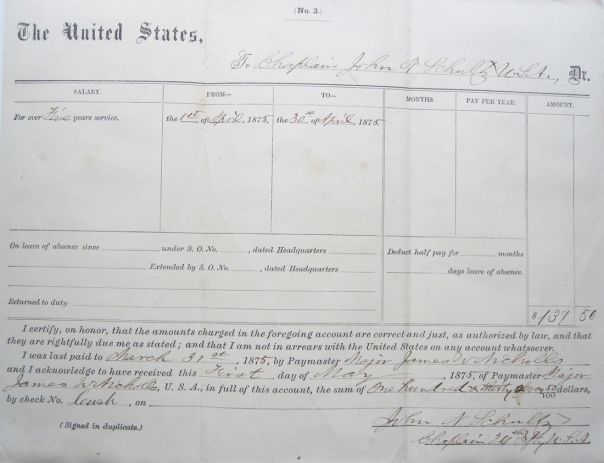 (No. 3.)
The United States,
To Chaplain John N Schultz U.S.A., Dr.
SALARY. FROM— TO— MONTHS. PAY PER YEAR. AMOUNT.
For over Five years service. the 1st of April, 1875, the 30th of April, 1875,
On leave of absence since under S. O. No. , dated Headquarters Deduct half pay for months
Extended by S. O. No. , dated Headquarters days leave of absence.
Returned to duty
$ 137 50
I certify, on honor, that the amounts charged in the foregoing account are correct and just, as authorized by law, and that
they are rightfully due me as stated; and that I am not in arrears with the United States on any account whatsoever.
I was last paid to March 31st, 1875, by Paymaster Major James Nicholls
and I acknowledge to have received this First day of May, 1875, of Paymaster Major
James Nicholls, U. S. A., in full of this account, the sum of One Hundred & thirty 50/100 dollars,
by check No. Cash, on
(Signed in duplicate.)
John N Schultz
Chaplain 24th U.S.A.